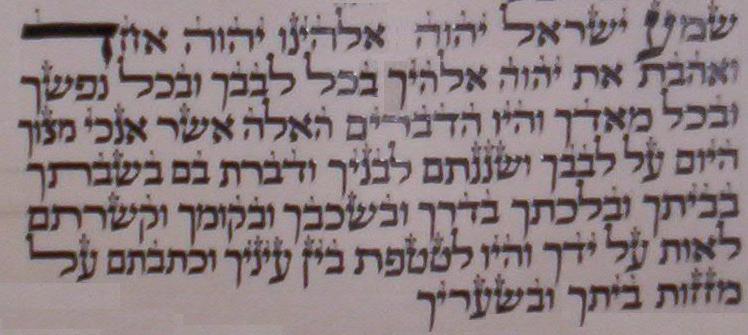 שמע ישראל יהוה אלהינו יהוה אחד
ואהבת את יהוה אלהיך בכל לבבך ובכל נפשך
ובכל מאדך והיו הדברים האלה אשר אנכי מצוך
היום על לבבך ושננתם לבניך ודברת בם בשבתך
בביתך ובלכתך בדרך ובשכבך ובקומך וקשרתם
לאות על ידך והיו לטטפת בין עיניך וכתבתם על
מזזות ביתך ובשעריך